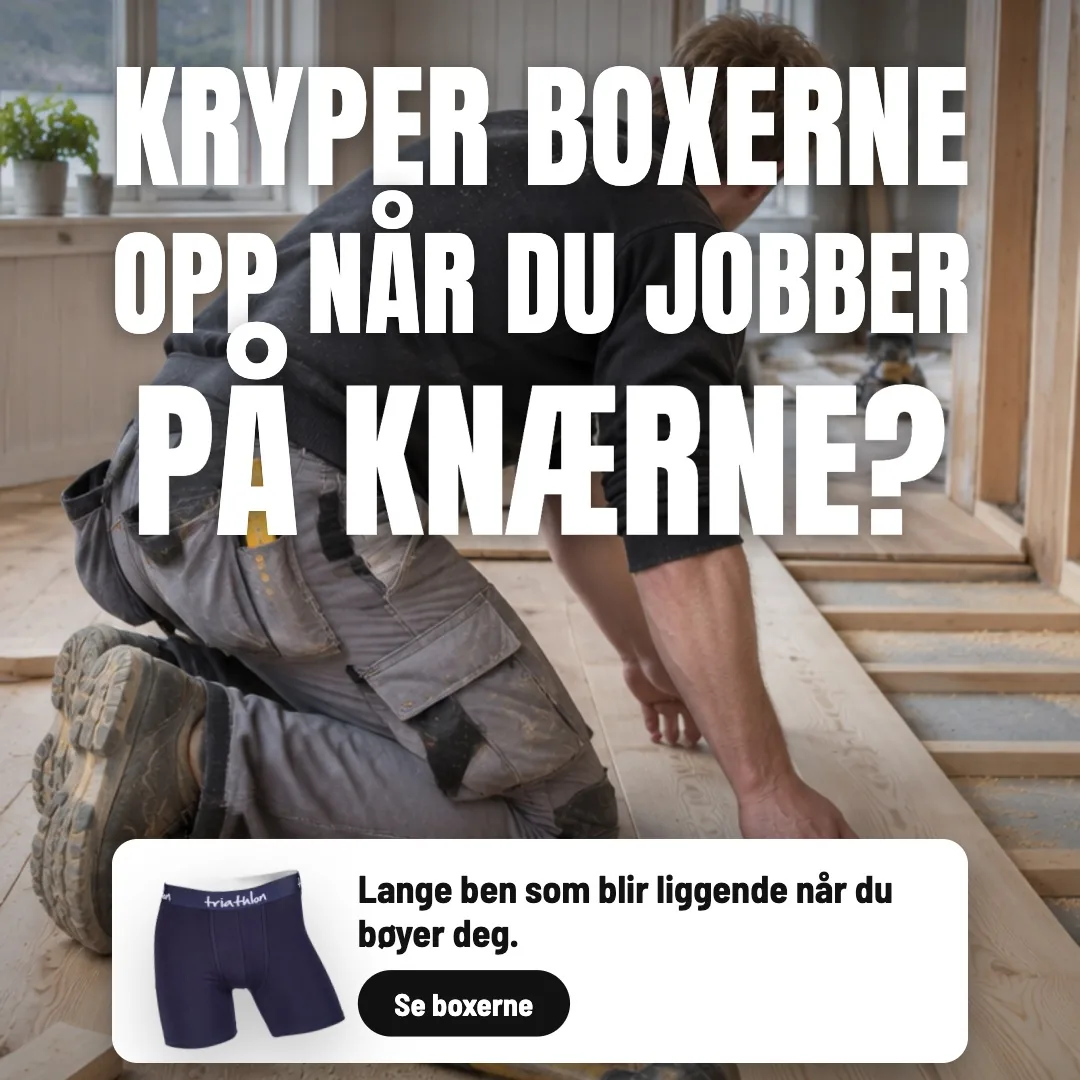 KRYPER BOXERNE
OPP NÅR DU JOBBER
PÅ KNÆRNE?
triathlon
Lange ben som blir liggende når du
bøyer deg.
Se boxerne